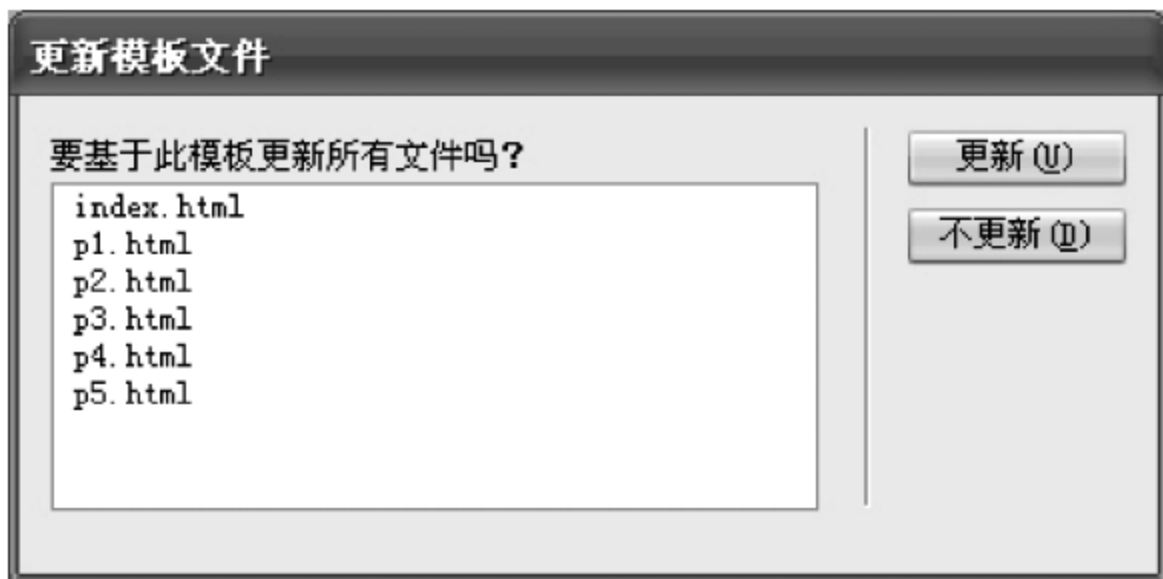 更新模板文件
要基于此模板更新所有文件吗?
index.html
p1.html
p2.html
p3.html
p4.html
p5.html
更新(U)
不更新(D)